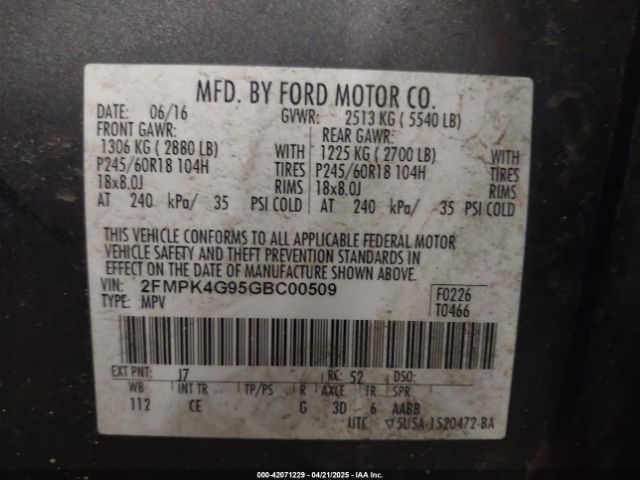 MFD. BY FORD MOTOR CO.
DATE: 06/16 GVWR: 2513 KG ( 5540 LB)
FRONT GAWR: REAR GAWR:
1306 KG ( 2880 LB) WITH 1225 KG ( 2700 LB) WITH
P245/60R18 104H TIRES P245/60R18 104H TIRES
18x8.0J RIMS 18x8.0J RIMS
AT 240 kPa/ 35 PSI COLD AT 240 kPa/ 35 PSI COLD
THIS VEHICLE CONFORMS TO ALL APPLICABLE FEDERAL MOTOR
VEHICLE SAFETY AND THEFT PREVENTION STANDARDS IN
EFFECT ON THE DATE OF MANUFACTURE SHOWN ABOVE.
VIN: 2FMPK4G95GBC00509 F0226
TYPE: MPV T0466
EXT PNT: J7 RC: 52 DSO:
WB INT TR TP/PS R AXLE TR SPR
112 CE G 3D 6 AABB
UTC ▽5U5A-1520472-BA
000-42071229 - 04/21/2025 - IAAI.com